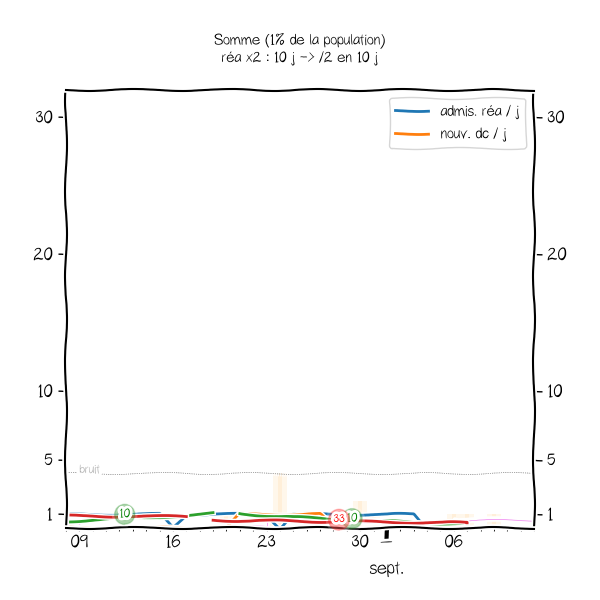 Somme (1% de la population)
réa x2 : 10 j -> /2 en 10 j
admis. réa / j
nouv. dc / j
30 30
20 20
10 10
5 5
bruit
1 1
10 33 10
09 16 23 30 1 06
sept.